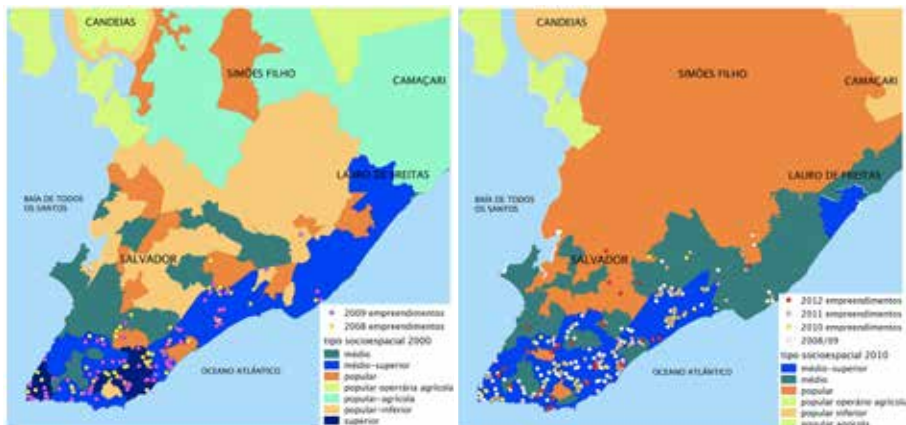 CANDEIAS
SIMÕES FILHO
CAMAÇARI
LAURO DE FREITAS
BAÍA DE TODOS
OS SANTOS
SALVADOR
OCEANO ATLÂNTICO
2009 empreendimentos
2008 empreendimentos
tipo socioespacial 2000
médio
médio-superior
popular
popular operária agrícola
popular-agrícola
popular-inferior
superior
CANDEIAS
SIMÕES FILHO
CAMAÇARI
LAURO DE FREITAS
BAÍA DE TODOS
OS SANTOS
SALVADOR
OCEANO ATLÂNTICO
2012 empreendimentos
2011 empreendimentos
2010 empreendimentos
2008/09
tipo socioespacial 2010
médio-superior
médio
popular
popular operário agrícola
popular inferior
popular agrícola